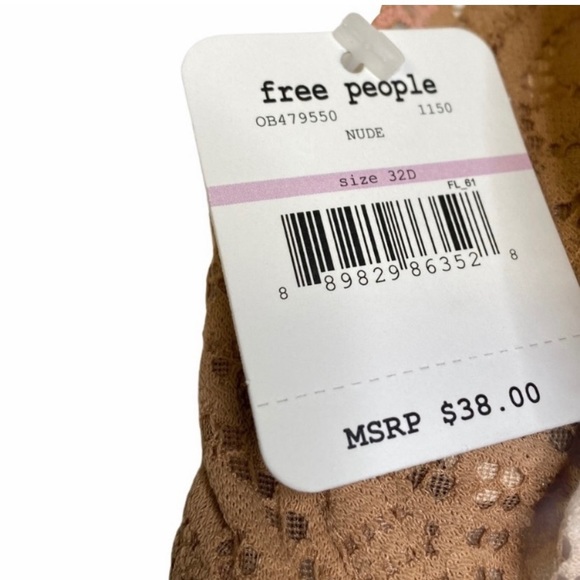 free people
OB479550 1150
NUDE
size 32D
FL_61
8 89829 86352 8
MSRP $38.00